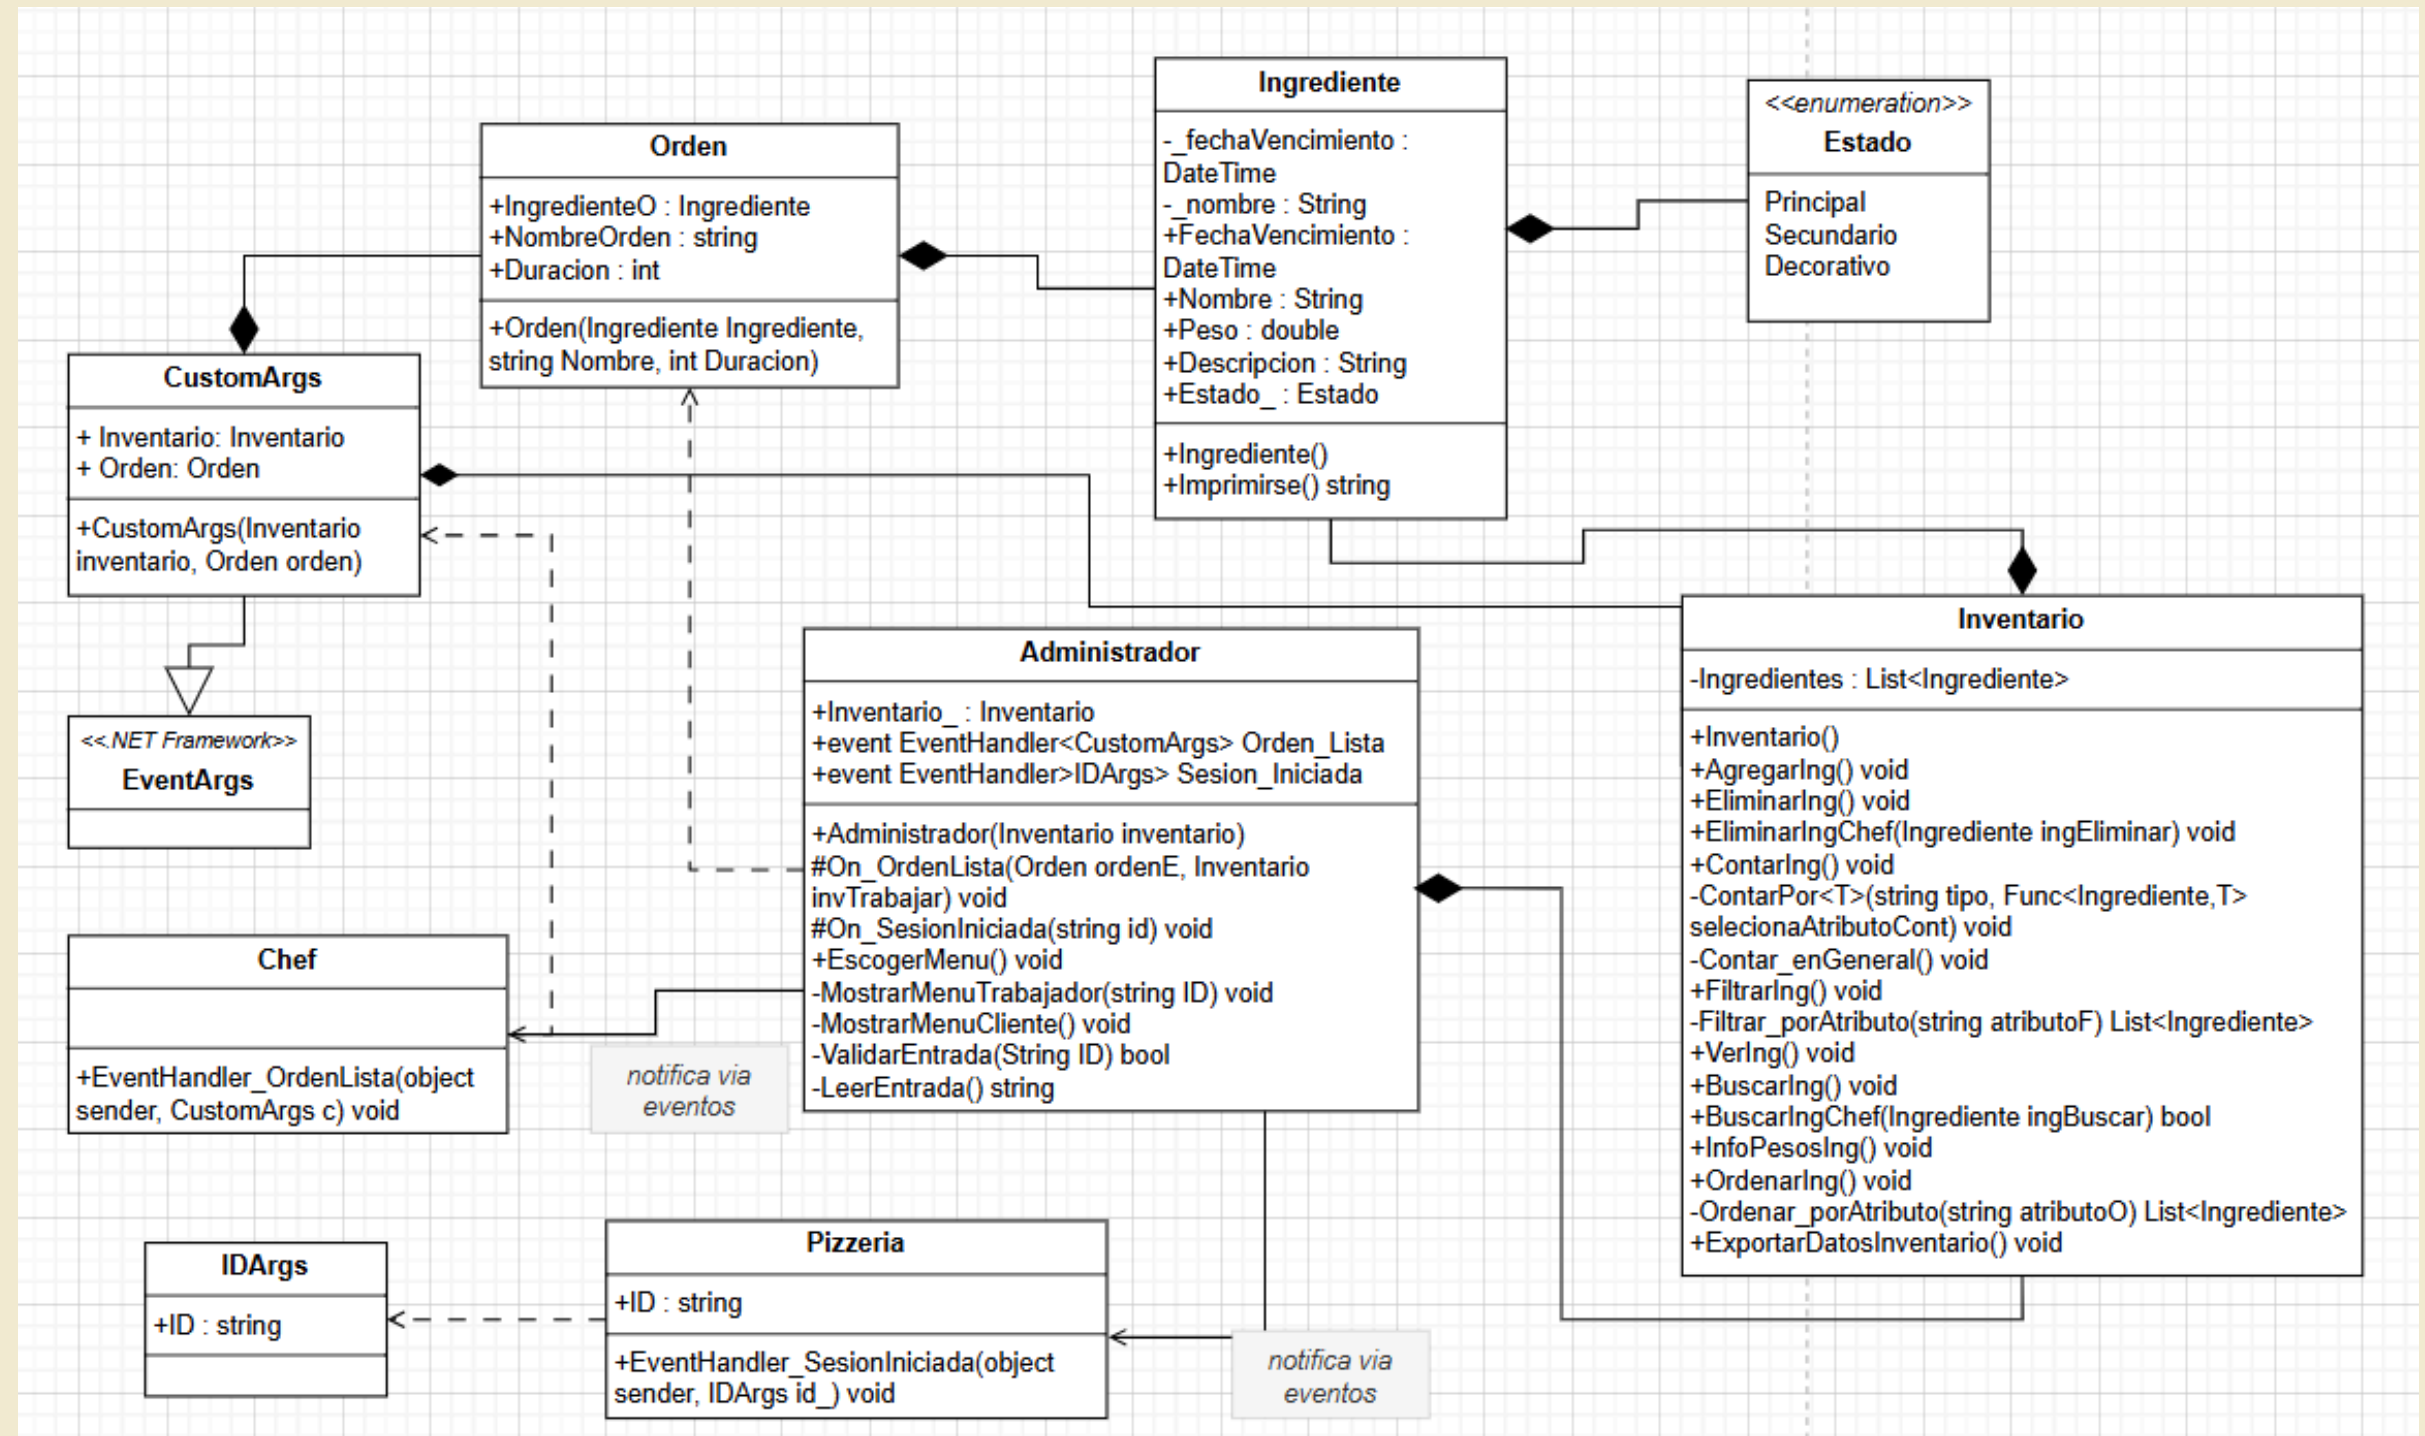 Orden
+IngredienteO : Ingrediente
+NombreOrden : string
+Duracion : int
+Orden(Ingrediente Ingrediente,
string Nombre, int Duracion)
Ingrediente
-_fechaVencimiento :
DateTime
-_nombre : String
+FechaVencimiento :
DateTime
+Nombre : String
+Peso : double
+Descripcion : String
+Estado_ : Estado
+Ingrediente()
+Imprimirse() string
<<enumeration>>
Estado
Principal
Secundario
Decorativo
CustomArgs
+ Inventario: Inventario
+ Orden: Orden
+CustomArgs(Inventario
inventario, Orden orden)
<<.NET Framework>>
EventArgs
Administrador
+Inventario_ : Inventario
+event EventHandler<CustomArgs> Orden_Lista
+event EventHandler>IDArgs> Sesion_Iniciada
+Administrador(Inventario inventario)
#On_OrdenLista(Orden ordenE, Inventario
invTrabajar) void
#On_SesionIniciada(string id) void
+EscogerMenu() void
-MostrarMenuTrabajador(string ID) void
-MostrarMenuCliente() void
-ValidarEntrada(String ID) bool
-LeerEntrada() string
Inventario
-Ingredientes : List<Ingrediente>
+Inventario()
+AgregarIng() void
+EliminarIng() void
+EliminarIngChef(Ingrediente ingEliminar) void
+ContarIng() void
-ContarPor<T>(string tipo, Func<Ingrediente,T>
selecionaAtributoCont) void
-Contar_enGeneral() void
+FiltrarIng() void
-Filtrar_porAtributo(string atributoF) List<Ingrediente>
+VerIng() void
+BuscarIng() void
+BuscarIngChef(Ingrediente ingBuscar) bool
+InfoPesosIng() void
+OrdenarIng() void
-Ordenar_porAtributo(string atributoO) List<Ingrediente>
+ExportarDatosInventario() void
Chef
+EventHandler_OrdenLista(object
sender, CustomArgs c) void
notifica via
eventos
IDArgs
+ID : string
Pizzeria
+ID : string
+EventHandler_SesionIniciada(object
sender, IDArgs id_) void
notifica via
eventos